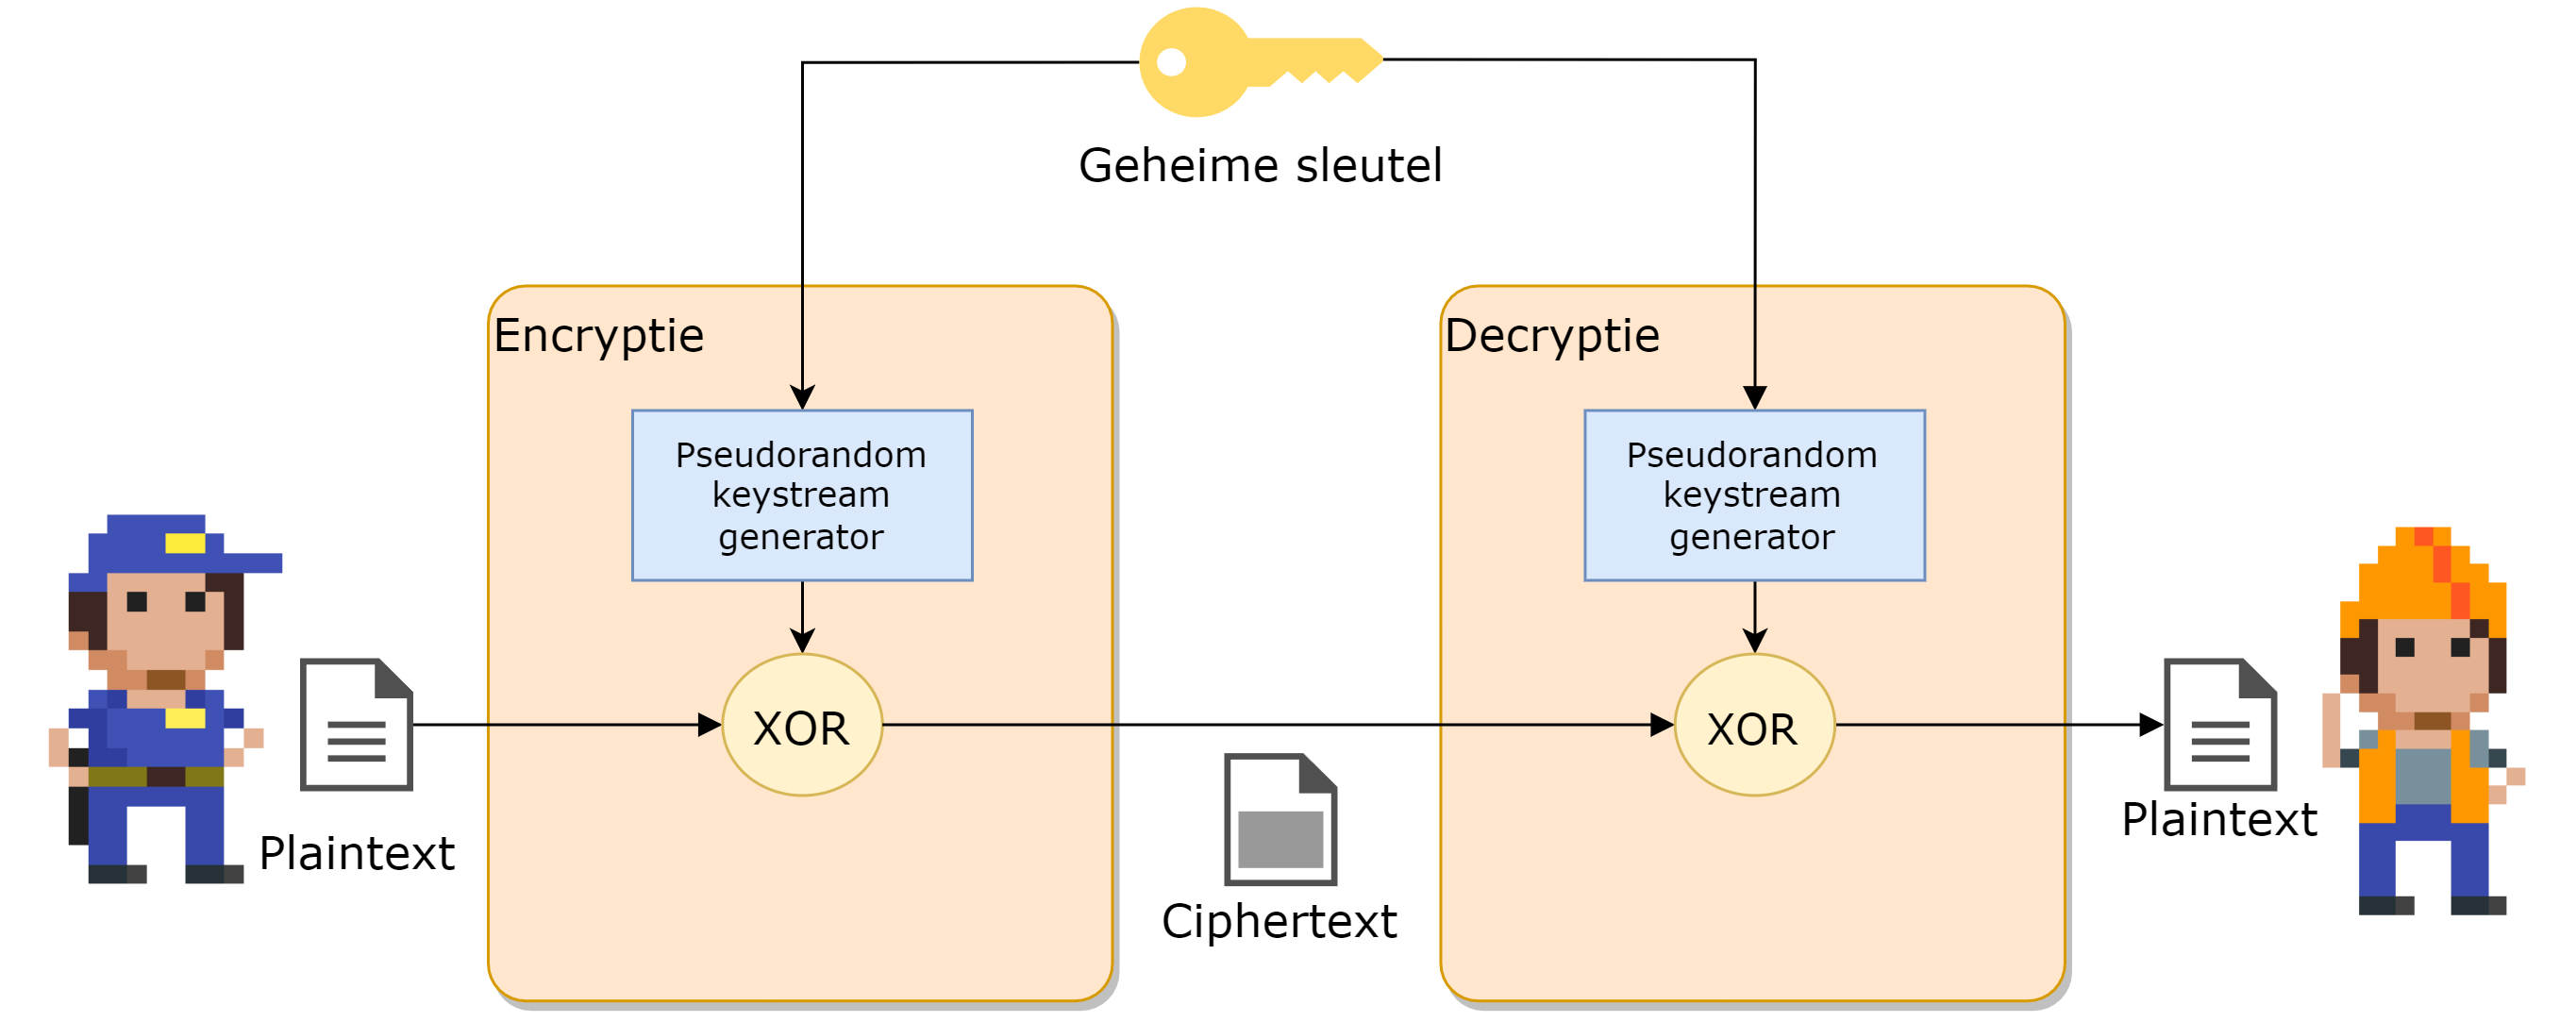 Geheime sleutel
Encryptie
Decryptie
Pseudorandom
keystream
generator
Pseudorandom
keystream
generator
XOR
XOR
Plaintext
Plaintext
Ciphertext